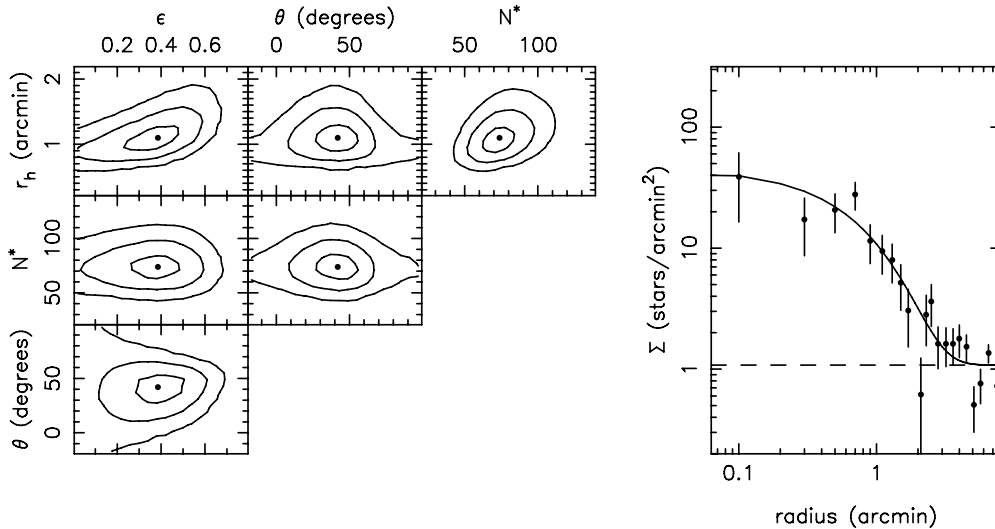 ϵ θ (degrees) N*
0.2 0.4 0.6 0 50 50 100
r_h (arcmin) 2 1
N* 100 50
θ (degrees) 50 0
Σ (stars/arcmin²)
100
10
1
0.1 1
radius (arcmin)